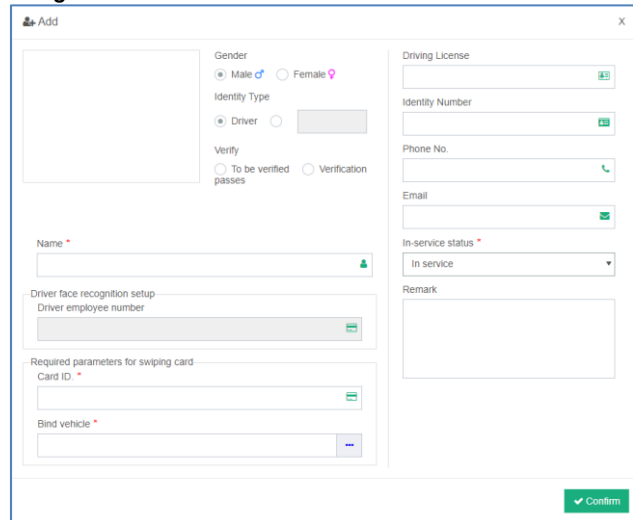 Add
X
Gender
Male ♂ Female ♀
Identity Type
Driver
Verify
To be verified Verification
passes
Name *
Driver face recognition setup
Driver employee number
Required parameters for swiping card
Card ID. *
Bind vehicle *
Driving License
Identity Number
Phone No.
Email
In-service status *
In service
Remark
Confirm